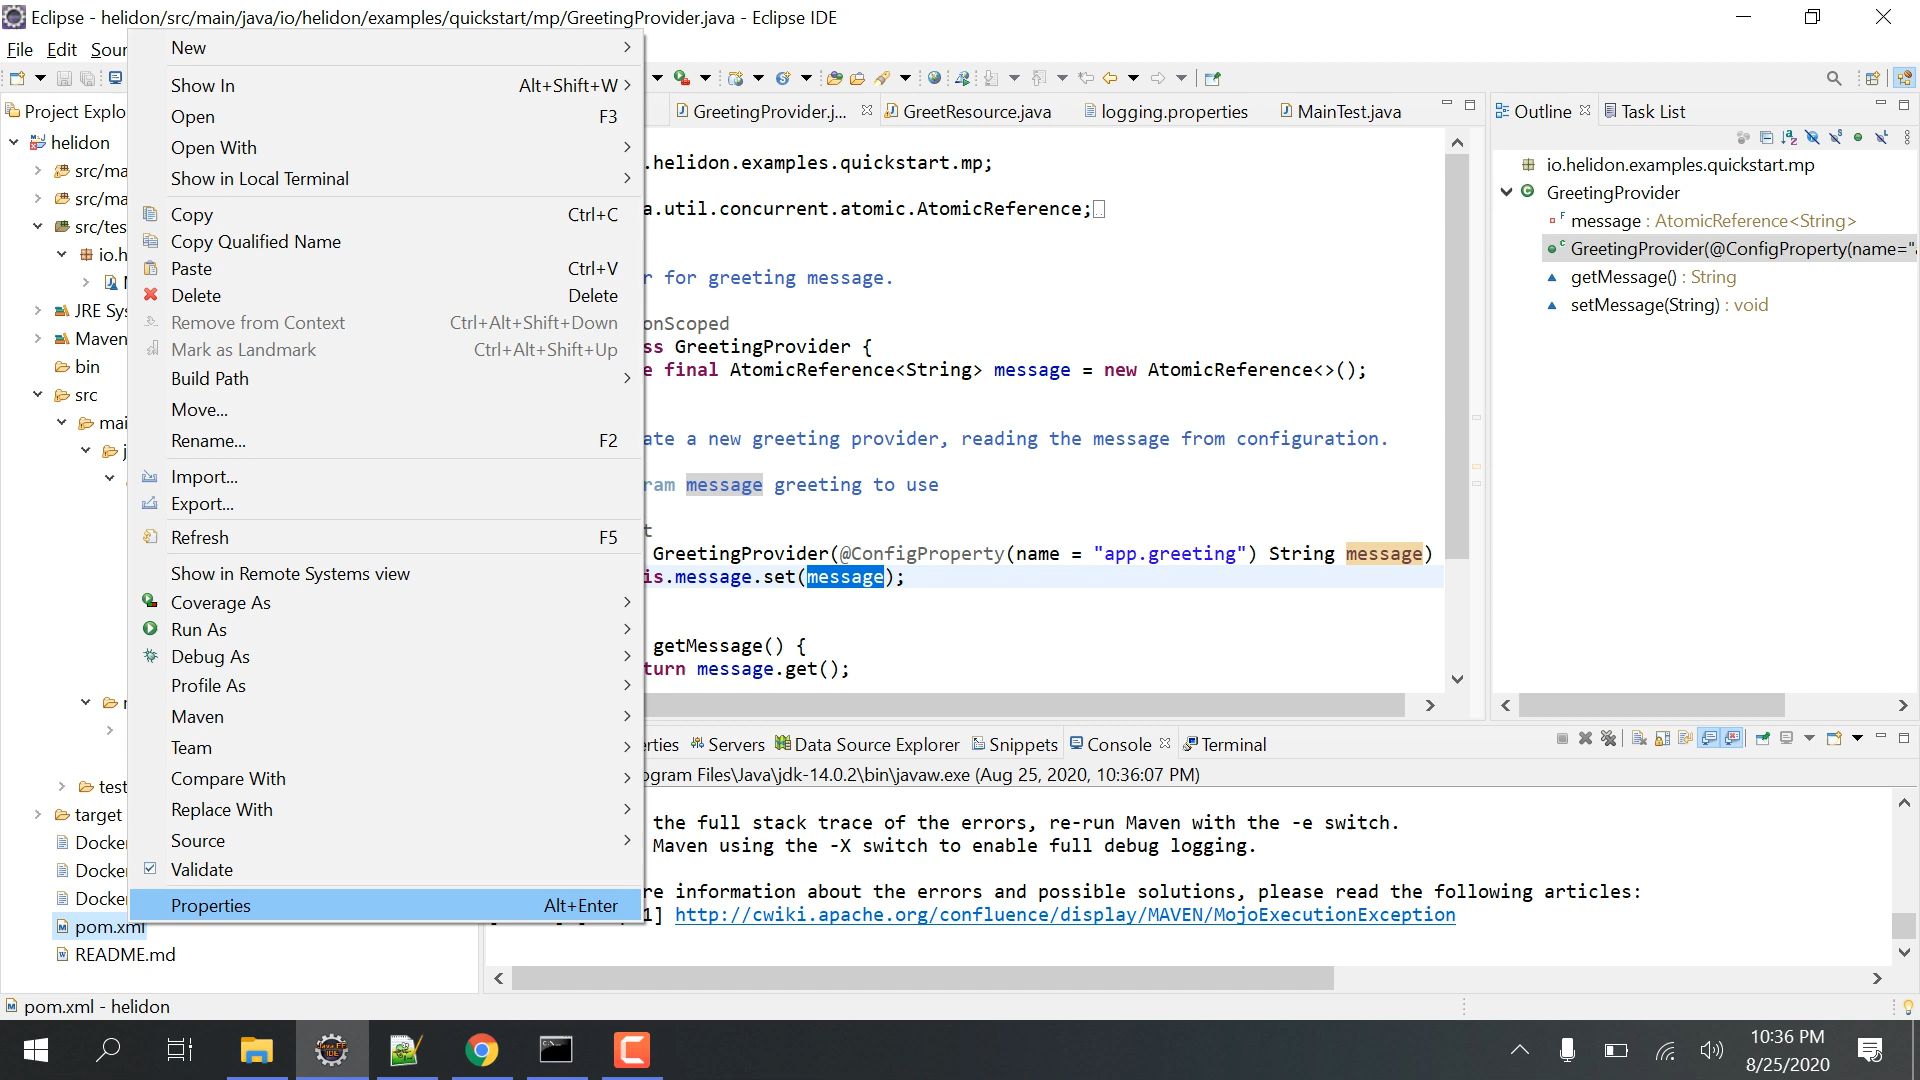 Eclipse - helidon/src/main/java/io/helidon/examples/quickstart/mp/GreetingProvider.java - Eclipse IDE
File Edit Sour
Project Explo
helidon
src/ma
src/ma
src/tes
io.h
JRE Sys
Maven
bin
src
mai
j
test
target
Docke
Docke
Docke
pom.xml
README.md
New
Show In Alt+Shift+W
Open F3
Open With
Show in Local Terminal
Copy Ctrl+C
Copy Qualified Name
Paste Ctrl+V
Delete Delete
Remove from Context Ctrl+Alt+Shift+Down
Mark as Landmark Ctrl+Alt+Shift+Up
Build Path
Move...
Rename... F2
Import...
Export...
Refresh F5
Show in Remote Systems view
Coverage As
Run As
Debug As
Profile As
Maven
Team
Compare With
Replace With
Source
Validate
Properties Alt+Enter
GreetingProvider.j... GreetResource.java logging.properties MainTest.java
.helidon.examples.quickstart.mp;
a.util.concurrent.atomic.AtomicReference;
r for greeting message.
onScoped
ss GreetingProvider {
e final AtomicReference<String> message = new AtomicReference<>();
ate a new greeting provider, reading the message from configuration.
ram message greeting to use
t
GreetingProvider(@ConfigProperty(name = "app.greeting") String message)
is.message.set(message);
getMessage() {
turn message.get();
Outline Task List
io.helidon.examples.quickstart.mp
GreetingProvider
message : AtomicReference<String>
GreetingProvider(@ConfigProperty(name="
getMessage() : String
setMessage(String) : void
erties Servers Data Source Explorer Snippets Console Terminal
ogram Files\Java\jdk-14.0.2\bin\javaw.exe (Aug 25, 2020, 10:36:07 PM)
the full stack trace of the errors, re-run Maven with the -e switch.
Maven using the -X switch to enable full debug logging.
re information about the errors and possible solutions, please read the following articles:
1] http://cwiki.apache.org/confluence/display/MAVEN/MojoExecutionException
pom.xml - helidon
10:36 PM
8/25/2020